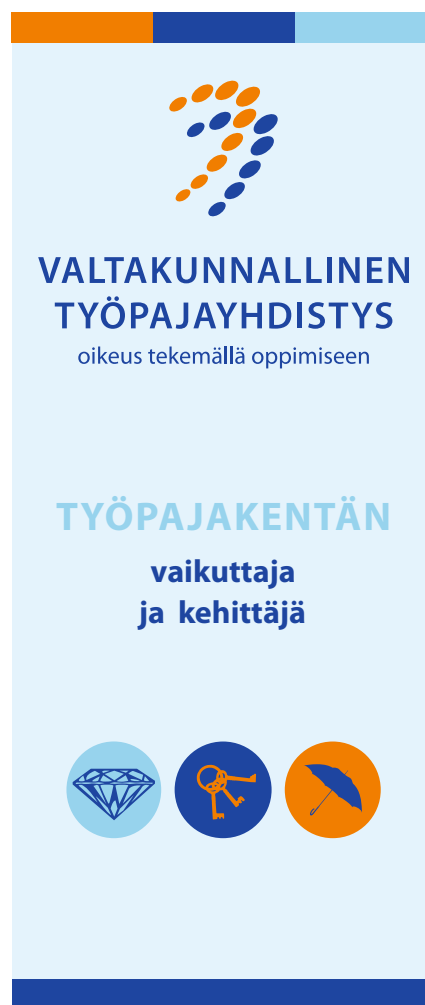 VALTAKUNNALLINEN
TYÖPAJAYHDISTYS
oikeus tekemällä oppimiseen
TYÖPAJAKENTÄN
vaikuttaja
ja kehittäjä